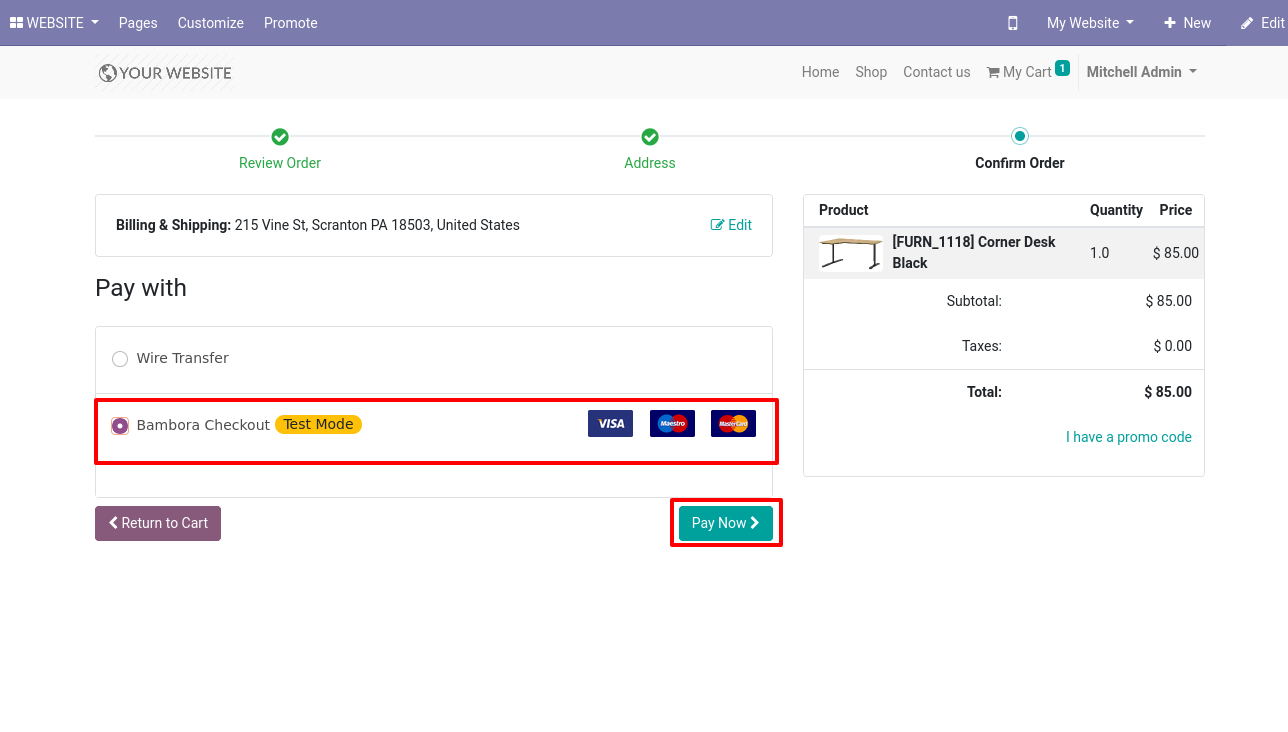 WEBSITE Pages Customize Promote My Website New Edit
YOUR WEBSITE Home Shop Contact us My Cart 1 Mitchell Admin
Review Order Address Confirm Order
Billing & Shipping: 215 Vine St, Scranton PA 18503, United States Edit
Pay with
Wire Transfer
Bambora Checkout Test Mode VISA Maestro MasterCard
Return to Cart Pay Now
Product Quantity Price
[FURN_1118] Corner Desk
Black 1.0 $ 85.00
Subtotal: $ 85.00
Taxes: $ 0.00
Total: $ 85.00
I have a promo code